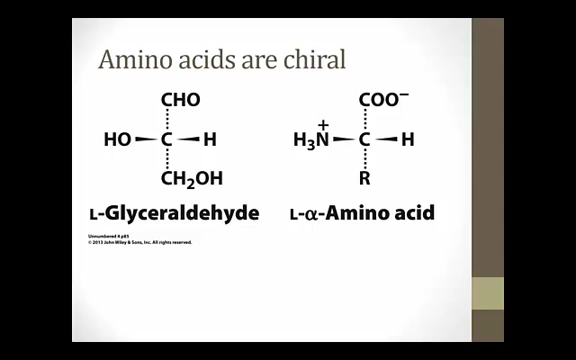 Amino acids are chiral
CHO
HO C H
CH2OH
L-Glyceraldehyde
COO−
+
H3N C H
R
L-α-Amino acid
Unnumbered 4 p85
© 2013 John Wiley & Sons, Inc. All rights reserved.